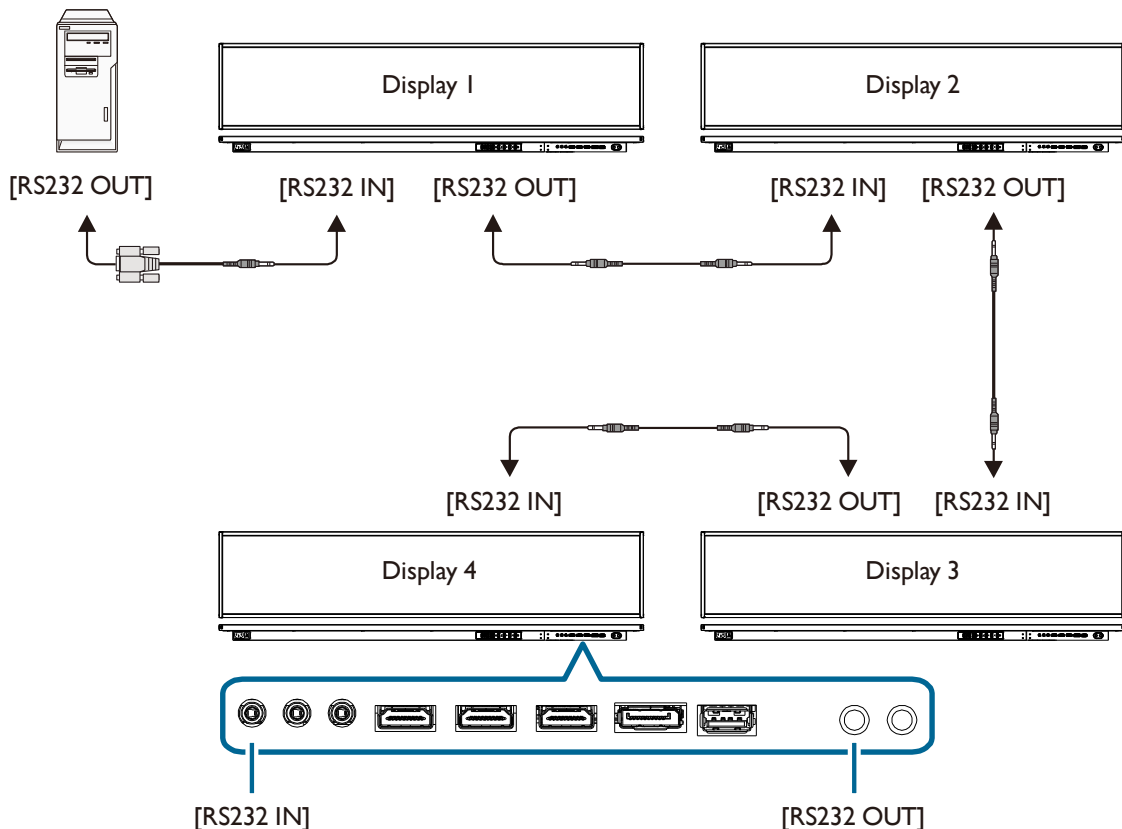 Display 1
Display 2
[RS232 OUT]
[RS232 IN]
[RS232 OUT]
[RS232 IN]
[RS232 OUT]
[RS232 IN]
[RS232 OUT]
[RS232 IN]
Display 4
Display 3
[RS232 IN]
[RS232 OUT]